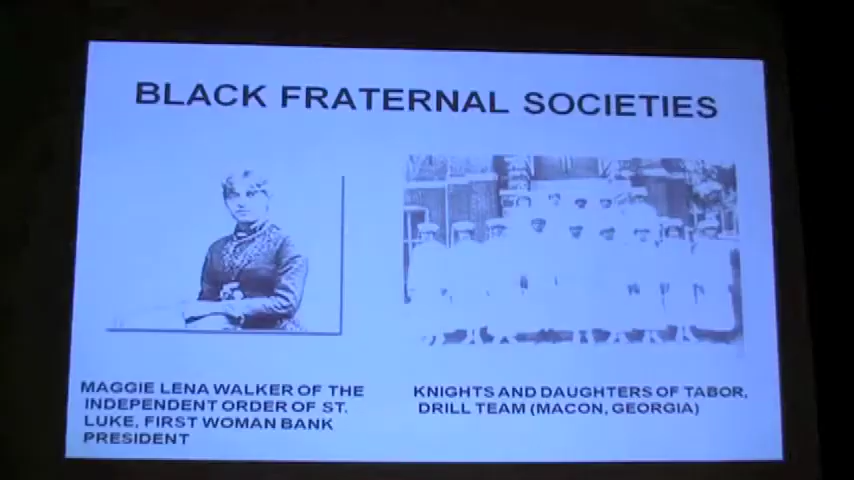 BLACK FRATERNAL SOCIETIES
MAGGIE LENA WALKER OF THE
INDEPENDENT ORDER OF ST.
LUKE, FIRST WOMAN BANK
PRESIDENT
KNIGHTS AND DAUGHTERS OF TABOR,
DRILL TEAM (MACON, GEORGIA)